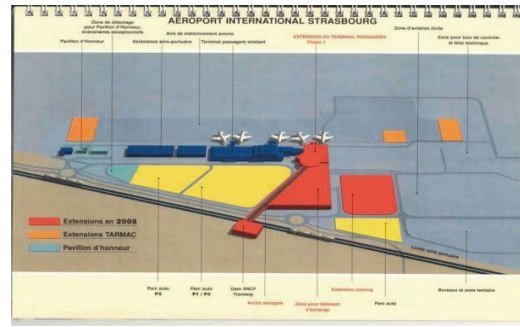 AEROPORT INTERNATIONAL STRASBOURG
Zone de délestage
pour Pavillon d'Honneur,
événements exceptionnels
Aire de stationnement avions
EXTENSION DU TERMINAL PASSAGERS
Phase 1
Zone d'aviation civile
Zone pour tour de contrôle
et bloc technique
Pavillon d'Honneur
Assistance aéro-portuaire
Terminal passagers existant
Extensions en 2005
Extensions TARMAC
Pavillon d'honneur
Limite zone portuaire
Parc auto
P3
Parc auto
P1 / P2
Gare SNCF
Tramway
Accès aérogare
Zone pour bâtiment
d'échange
Extension parking
Parc auto
Bureaux et zone tertiaire